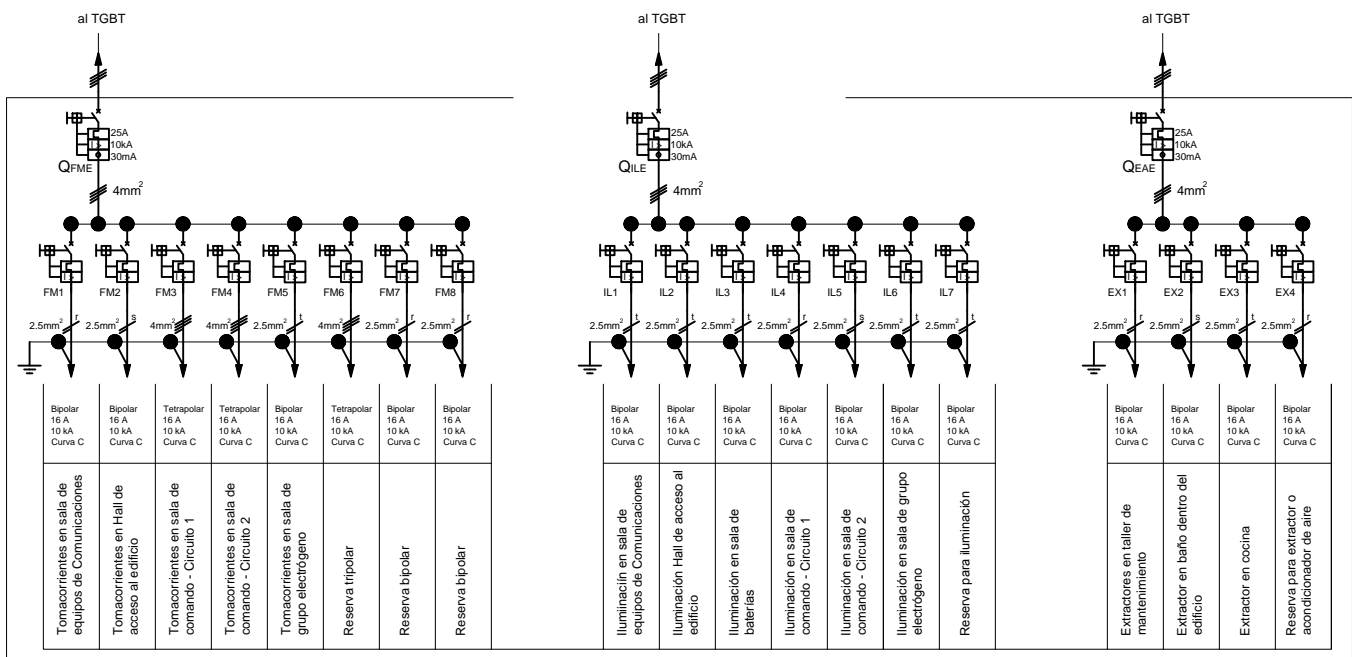 al TGBT
al TGBT
al TGBT
25A
10kA
30mA
QFME
4mm²
25A
10kA
30mA
QILE
4mm²
25A
10kA
30mA
QEAE
4mm²
FM1
FM2
FM3
FM4
FM5
FM6
FM7
FM8
IL1
IL2
IL3
IL4
IL5
IL6
IL7
EX1
EX2
EX3
EX4
2.5mm² r
2.5mm² s
4mm²
4mm²
2.5mm² t
4mm²
2.5mm² r
2.5mm² r
2.5mm² t
2.5mm² t
2.5mm² t
2.5mm² r
2.5mm² s
2.5mm² t
2.5mm² t
2.5mm² r
2.5mm² s
2.5mm² t
2.5mm² r
Bipolar
16 A
10 kA
Curva C
Bipolar
16 A
10 kA
Curva C
Tetrapolar
16 A
10 kA
Curva C
Tetrapolar
16 A
10 kA
Curva C
Bipolar
16 A
10 kA
Curva C
Tetrapolar
16 A
10 kA
Curva C
Bipolar
16 A
10 kA
Curva C
Bipolar
16 A
10 kA
Curva C
Bipolar
16 A
10 kA
Curva C
Bipolar
16 A
10 kA
Curva C
Bipolar
16 A
10 kA
Curva C
Bipolar
16 A
10 kA
Curva C
Bipolar
16 A
10 kA
Curva C
Bipolar
16 A
10 kA
Curva C
Bipolar
16 A
10 kA
Curva C
Bipolar
16 A
10 kA
Curva C
Bipolar
16 A
10 kA
Curva C
Bipolar
16 A
10 kA
Curva C
Bipolar
16 A
10 kA
Curva C
Tomacorrientes en sala de
equipos de Comunicaciones
Tomacorrientes en Hall de
acceso al edificio
Tomacorrientes en sala de
comando - Circuito 1
Tomacorrientes en sala de
comando - Circuito 2
Tomacorrientes en sala de
grupo electrógeno
Reserva tripolar
Reserva bipolar
Reserva bipolar
Ilumiinaciín en sala de
equipos de Comunicaciones
Iluminación Hall de acceso al
edificio
Iluminación en sala de
baterías
Iluminación en sala de
comando - Circuito 1
Iluminación en sala de
comando - Circuito 2
Iluminación en sala de grupo
electrógeno
Reserva para iluminación
Extractores en taller de
mantenimiento
Extractor en baño dentro del
edificio
Extractor en cocina
Reserva para extractor o
acondicionador de aire